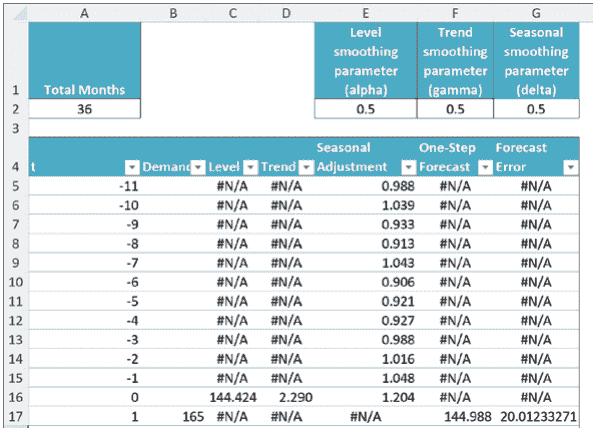 A B C D E F G
Level Trend Seasonal
smoothing smoothing smoothing
parameter parameter parameter
1 Total Months (alpha) (gamma) (delta)
2 36 0.5 0.5 0.5
3
Seasonal One-Step Forecast
4 t Demand Level Trend Adjustment Forecast Error
5 -11 #N/A #N/A 0.988 #N/A #N/A
6 -10 #N/A #N/A 1.039 #N/A #N/A
7 -9 #N/A #N/A 0.933 #N/A #N/A
8 -8 #N/A #N/A 0.913 #N/A #N/A
9 -7 #N/A #N/A 1.043 #N/A #N/A
10 -6 #N/A #N/A 0.906 #N/A #N/A
11 -5 #N/A #N/A 0.921 #N/A #N/A
12 -4 #N/A #N/A 0.927 #N/A #N/A
13 -3 #N/A #N/A 0.988 #N/A #N/A
14 -2 #N/A #N/A 1.016 #N/A #N/A
15 -1 #N/A #N/A 1.048 #N/A #N/A
16 0 144.424 2.290 1.204 #N/A #N/A
17 1 165 #N/A #N/A #N/A 144.988 20.01233271